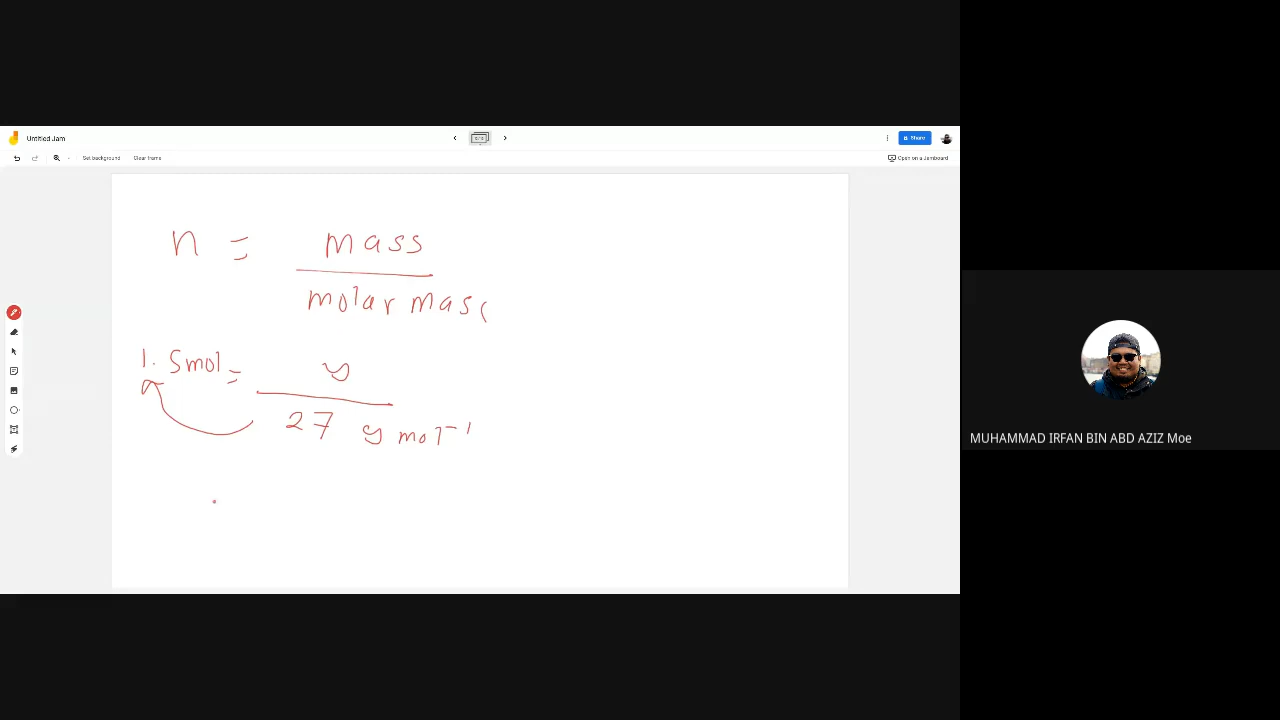 Untitled Jam
Share
Set background
Clear frame
Open on a Jamboard
n = mass
molar mass
1.5mol = y
27 g mol-1
MUHAMMAD IRFAN BIN ABD AZIZ Moe